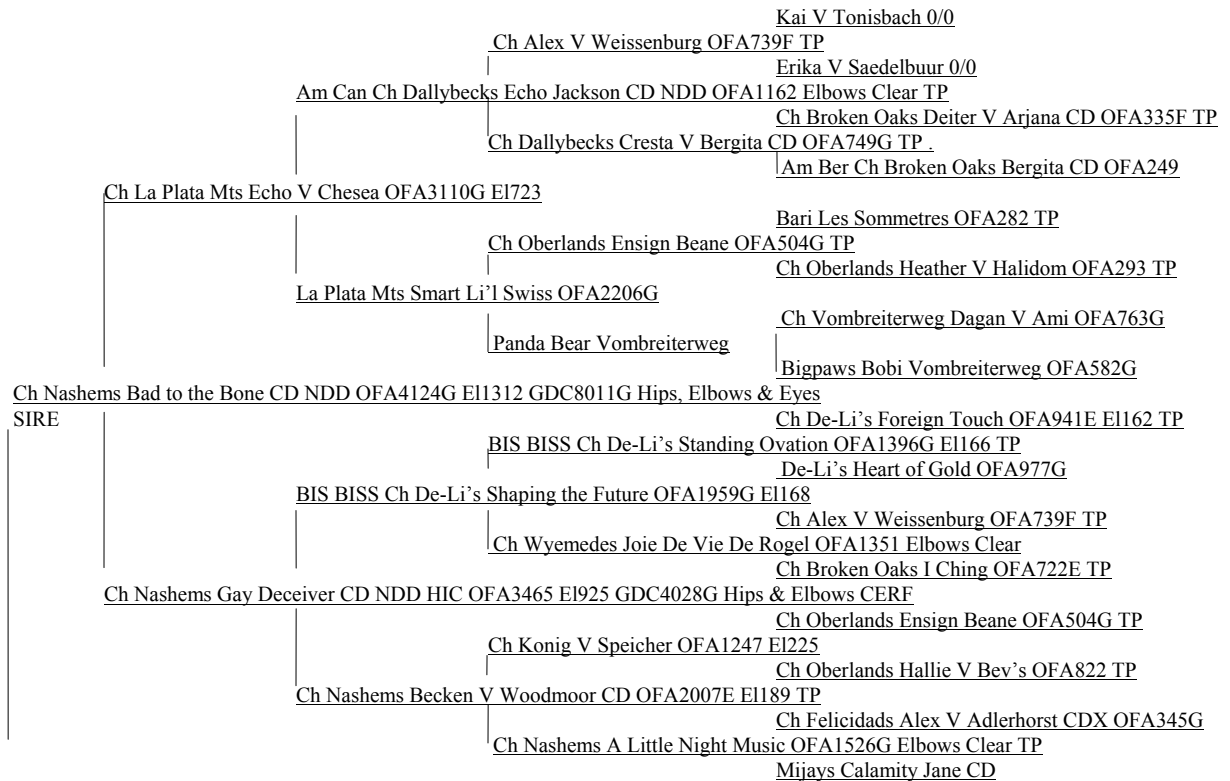 Kai V Tonisbach 0/0
Ch Alex V Weissenburg OFA739F TP
Erika V Saedelbuur 0/0
Am Can Ch Dallybecks Echo Jackson CD NDD OFA1162 Elbows Clear TP
Ch Broken Oaks Deiter V Arjana CD OFA335F TP
Ch Dallybecks Cresta V Bergita CD OFA749G TP .
Am Ber Ch Broken Oaks Bergita CD OFA249
Ch La Plata Mts Echo V Chesea OFA3110G El723
Bari Les Sommetres OFA282 TP
Ch Oberlands Ensign Beane OFA504G TP
Ch Oberlands Heather V Halidom OFA293 TP
La Plata Mts Smart Li’l Swiss OFA2206G
Ch Vombreiterweg Dagan V Ami OFA763G
Panda Bear Vombreiterweg
Bigpaws Bobi Vombreiterweg OFA582G
Ch Nashems Bad to the Bone CD NDD OFA4124G El1312 GDC8011G Hips, Elbows & Eyes
SIRE
Ch De-Li’s Foreign Touch OFA941E El162 TP
BIS BISS Ch De-Li’s Standing Ovation OFA1396G El166 TP
De-Li’s Heart of Gold OFA977G
BIS BISS Ch De-Li’s Shaping the Future OFA1959G El168
Ch Alex V Weissenburg OFA739F TP
Ch Wyemedes Joie De Vie De Rogel OFA1351 Elbows Clear
Ch Broken Oaks I Ching OFA722E TP
Ch Nashems Gay Deceiver CD NDD HIC OFA3465 El925 GDC4028G Hips & Elbows CERF
Ch Oberlands Ensign Beane OFA504G TP
Ch Konig V Speicher OFA1247 El225
Ch Oberlands Hallie V Bev’s OFA822 TP
Ch Nashems Becken V Woodmoor CD OFA2007E El189 TP
Ch Felicidads Alex V Adlerhorst CDX OFA345G
Ch Nashems A Little Night Music OFA1526G Elbows Clear TP
Mijays Calamity Jane CD